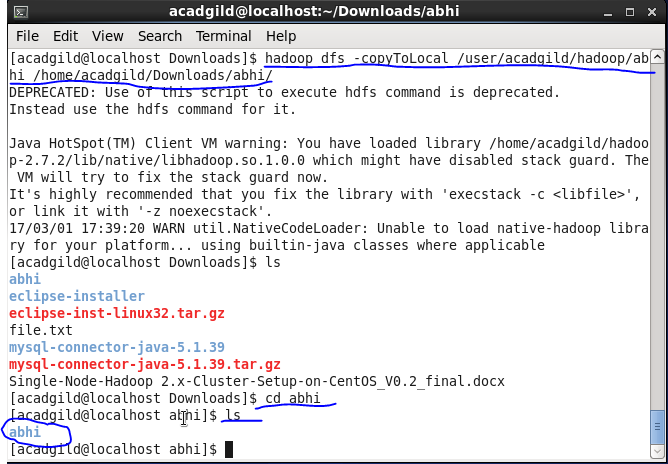 acadgild@localhost:~/Downloads/abhi
File Edit View Search Terminal Help
[acadgild@localhost Downloads]$ hadoop dfs -copyToLocal /user/acadgild/hadoop/ab
hi /home/acadgild/Downloads/abhi/
DEPRECATED: Use of this script to execute hdfs command is deprecated.
Instead use the hdfs command for it.
Java HotSpot(TM) Client VM warning: You have loaded library /home/acadgild/hadoo
p-2.7.2/lib/native/libhadoop.so.1.0.0 which might have disabled stack guard. The
 VM will try to fix the stack guard now.
It's highly recommended that you fix the library with 'execstack -c <libfile>',
or link it with '-z noexecstack'.
17/03/01 17:39:20 WARN util.NativeCodeLoader: Unable to load native-hadoop libra
ry for your platform... using builtin-java classes where applicable
[acadgild@localhost Downloads]$ ls
abhi
eclipse-installer
eclipse-inst-linux32.tar.gz
file.txt
mysql-connector-java-5.1.39
mysql-connector-java-5.1.39.tar.gz
Single-Node-Hadoop 2.x-Cluster-Setup-on-CentOS_V0.2_final.docx
[acadgild@localhost Downloads]$ cd abhi
[acadgild@localhost abhi]$ ls
abhi
[acadgild@localhost abhi]$